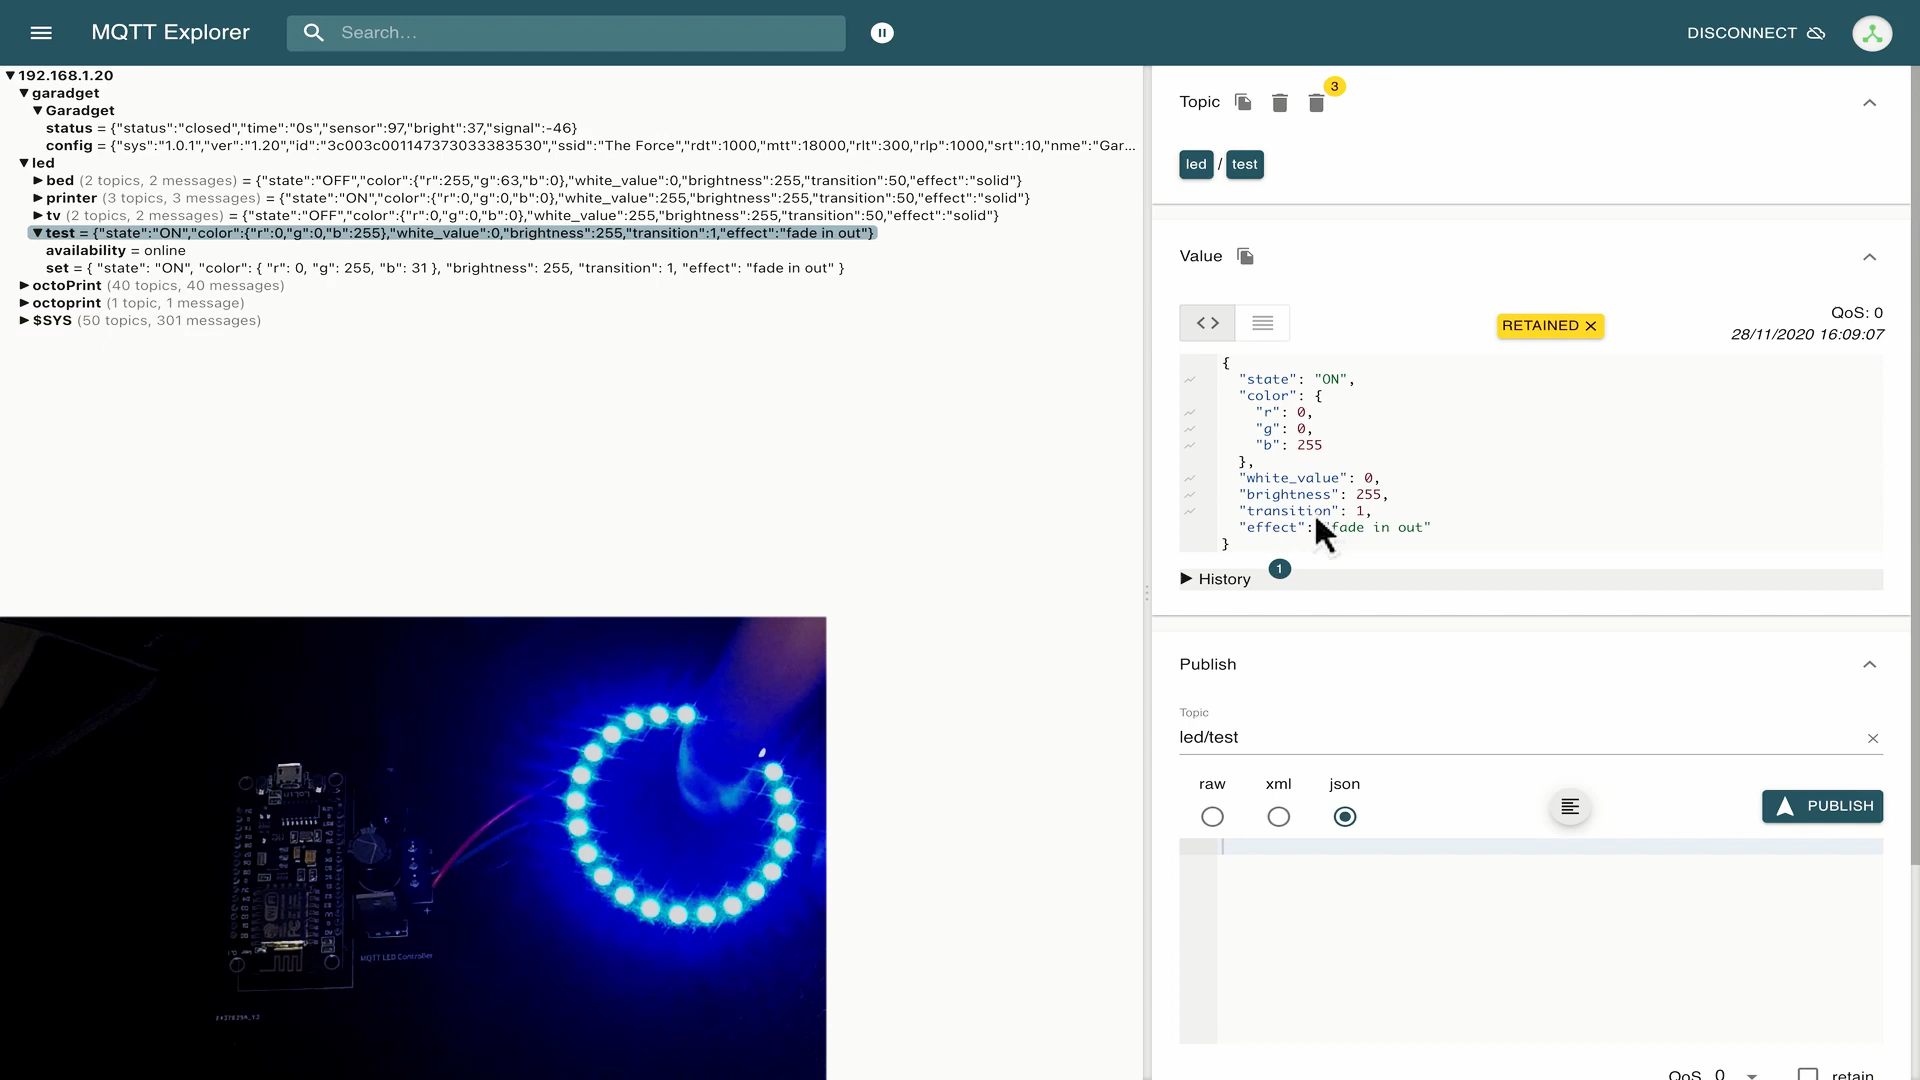 MQTT Explorer
Search...
DISCONNECT
192.168.1.20
garadget
Garadget
status = {"status":"closed","time":"0s","sensor":97,"bright":37,"signal":-46}
config = {"sys":"1.0.1","ver":"1.20","id":"3c003c001147373033383530","ssid":"The Force","rdt":1000,"mtt":18000,"rlt":300,"rlp":1000,"srt":10,"nme":"Gar...
led
bed (2 topics, 2 messages) = {"state":"OFF","color":{"r":255,"g":63,"b":0},"white_value":0,"brightness":255,"transition":50,"effect":"solid"}
printer (3 topics, 3 messages) = {"state":"ON","color":{"r":0,"g":0,"b":0},"white_value":255,"brightness":255,"transition":50,"effect":"solid"}
tv (2 topics, 2 messages) = {"state":"OFF","color":{"r":0,"g":0,"b":0},"white_value":255,"brightness":255,"transition":50,"effect":"solid"}
test = {"state":"ON","color":{"r":0,"g":0,"b":255},"white_value":0,"brightness":255,"transition":1,"effect":"fade in out"}
availability = online
set = { "state": "ON", "color": { "r": 0, "g": 255, "b": 31 }, "brightness": 255, "transition": 1, "effect": "fade in out" }
octoPrint (40 topics, 40 messages)
octoprint (1 topic, 1 message)
$SYS (50 topics, 301 messages)
MQTT LED Controller
Topic 3
led / test
Value
RETAINED
QoS: 0
28/11/2020 16:09:07
{
"state": "ON",
"color": {
"r": 0,
"g": 0,
"b": 255
},
"white_value": 0,
"brightness": 255,
"transition": 1,
"effect": "fade in out"
}
History 1
Publish
Topic
led/test
raw xml json
PUBLISH
QoS 0 retain